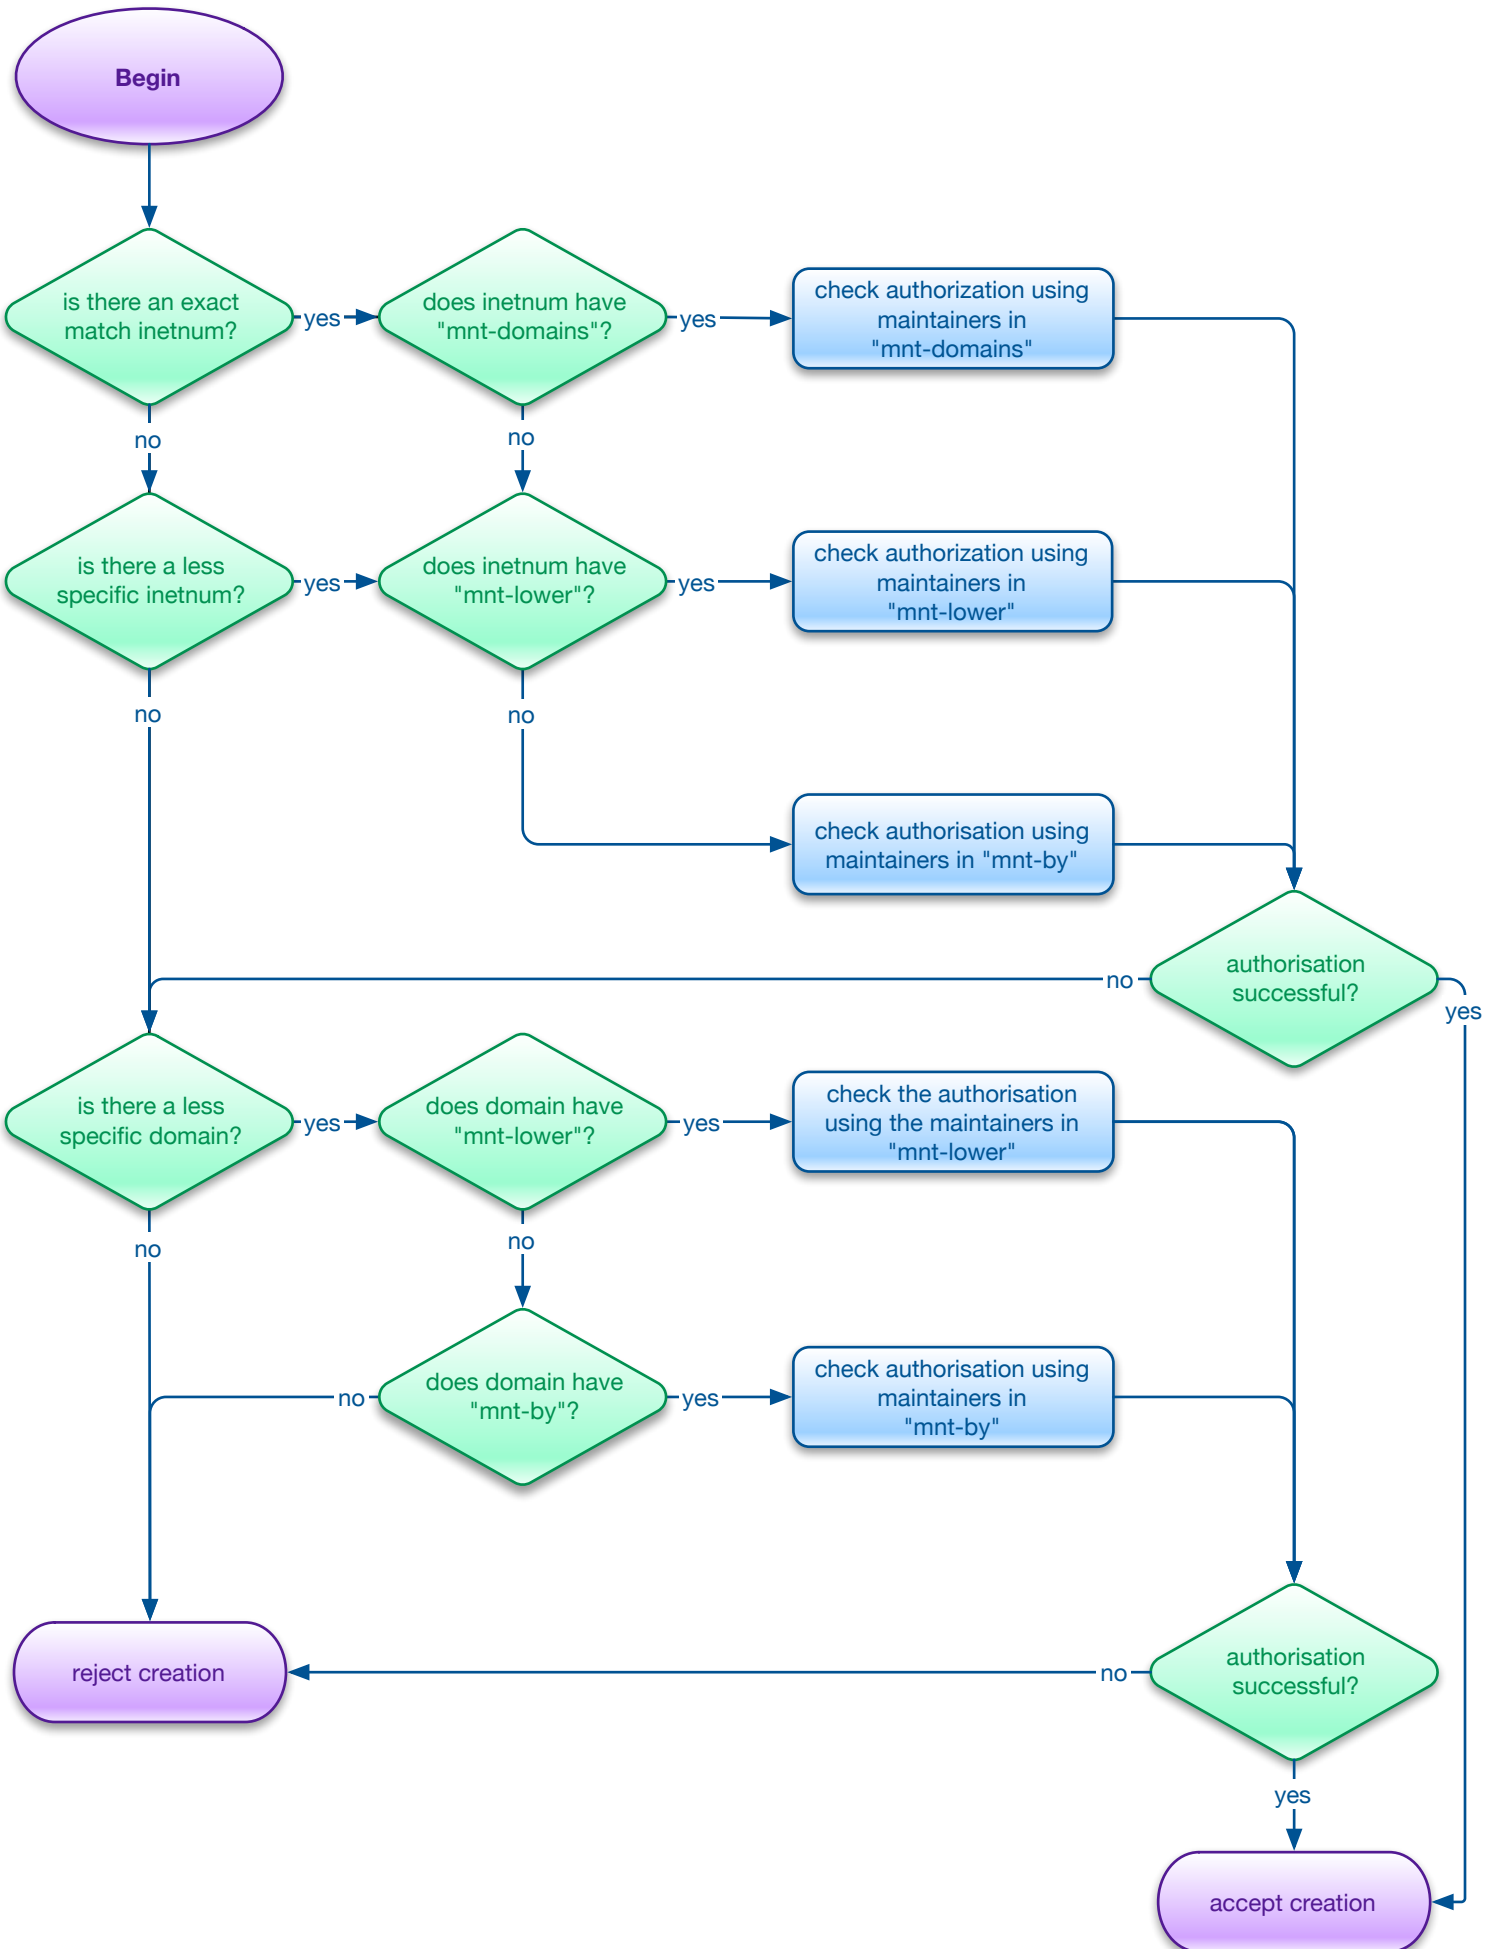 Begin
is there an exact
match inetnum?
yes
does inetnum have
"mnt-domains"?
yes
check authorization using
maintainers in
"mnt-domains"
no
no
is there a less
specific inetnum?
yes
does inetnum have
"mnt-lower"?
yes
check authorization using
maintainers in
"mnt-lower"
no
no
check authorisation using
maintainers in "mnt-by"
authorisation
successful?
no
yes
is there a less
specific domain?
yes
does domain have
"mnt-lower"?
yes
check the authorisation
using the maintainers in
"mnt-lower"
no
no
does domain have
"mnt-by"?
no
yes
check authorisation using
maintainers in
"mnt-by"
reject creation
no
authorisation
successful?
yes
accept creation